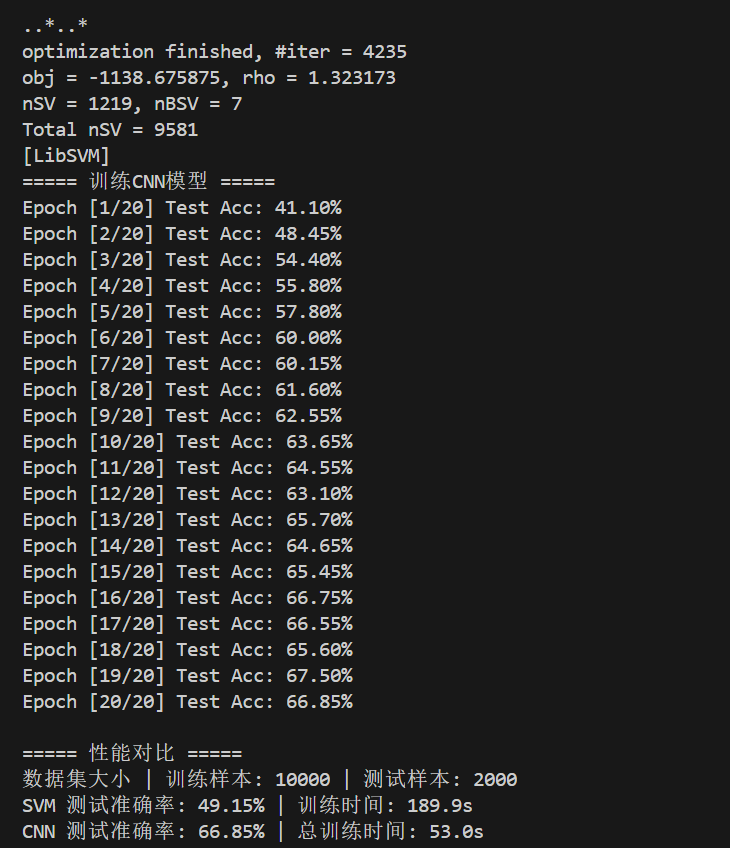 ..*..*
optimization finished, #iter = 4235
obj = -1138.675875, rho = 1.323173
nSV = 1219, nBSV = 7
Total nSV = 9581
[LibSVM]
===== 训练CNN模型 =====
Epoch [1/20] Test Acc: 41.10%
Epoch [2/20] Test Acc: 48.45%
Epoch [3/20] Test Acc: 54.40%
Epoch [4/20] Test Acc: 55.80%
Epoch [5/20] Test Acc: 57.80%
Epoch [6/20] Test Acc: 60.00%
Epoch [7/20] Test Acc: 60.15%
Epoch [8/20] Test Acc: 61.60%
Epoch [9/20] Test Acc: 62.55%
Epoch [10/20] Test Acc: 63.65%
Epoch [11/20] Test Acc: 64.55%
Epoch [12/20] Test Acc: 63.10%
Epoch [13/20] Test Acc: 65.70%
Epoch [14/20] Test Acc: 64.65%
Epoch [15/20] Test Acc: 65.45%
Epoch [16/20] Test Acc: 66.75%
Epoch [17/20] Test Acc: 66.55%
Epoch [18/20] Test Acc: 65.60%
Epoch [19/20] Test Acc: 67.50%
Epoch [20/20] Test Acc: 66.85%
===== 性能对比 =====
数据集大小 | 训练样本: 10000 | 测试样本: 2000
SVM 测试准确率: 49.15% | 训练时间: 189.9s
CNN 测试准确率: 66.85% | 总训练时间: 53.0s